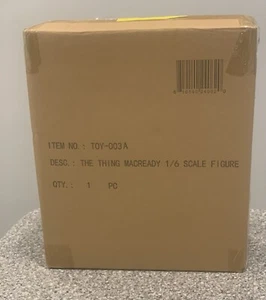 ITEM NO.: TOY-003A
DESC.: THE THING MACREADY 1/6 SCALE FIGURE
QTY.: 1 PC